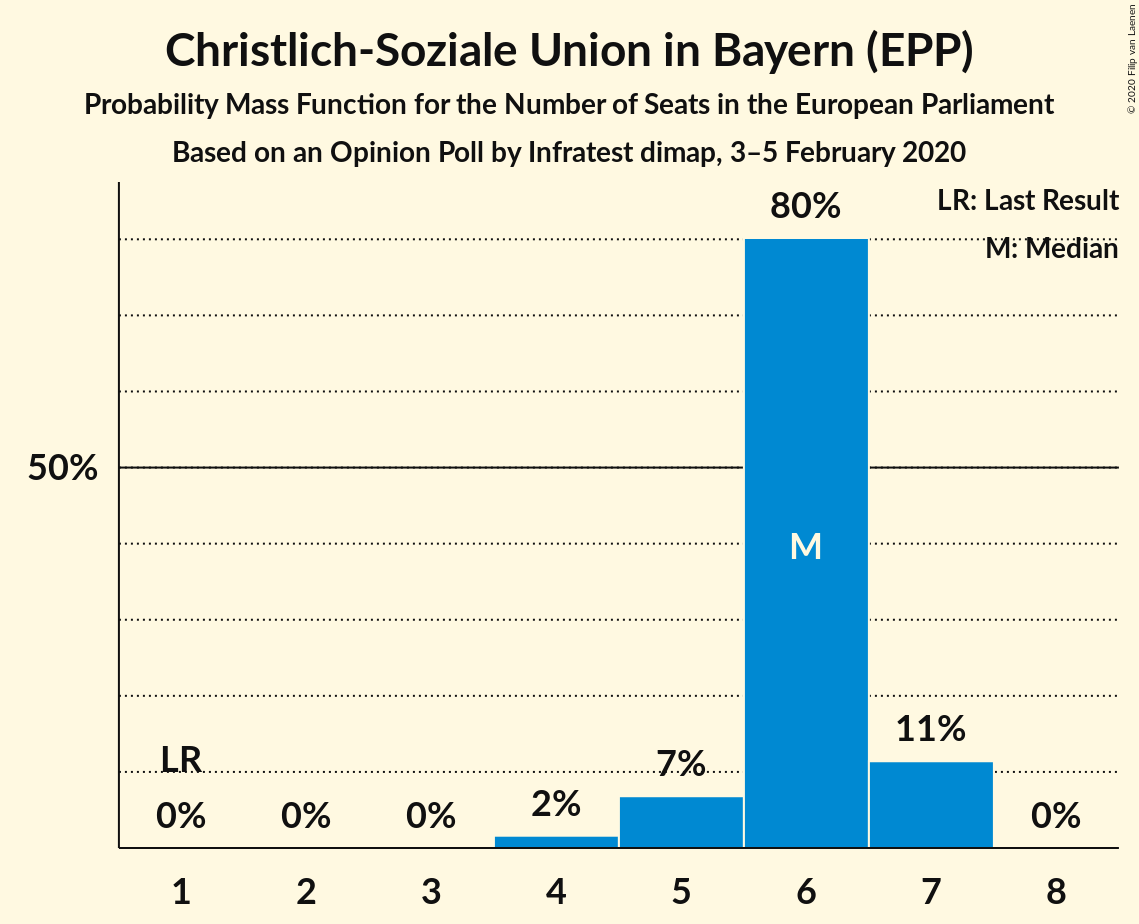 Christlich-Soziale Union in Bayern (EPP)
Probability Mass Function for the Number of Seats in the European Parliament
Based on an Opinion Poll by Infratest dimap, 3–5 February 2020
© 2020 Filip van Laenen
LR: Last Result
M: Median
80%
50%
M
11%
LR
7%
2%
0% 0% 0% 0%
1 2 3 4 5 6 7 8